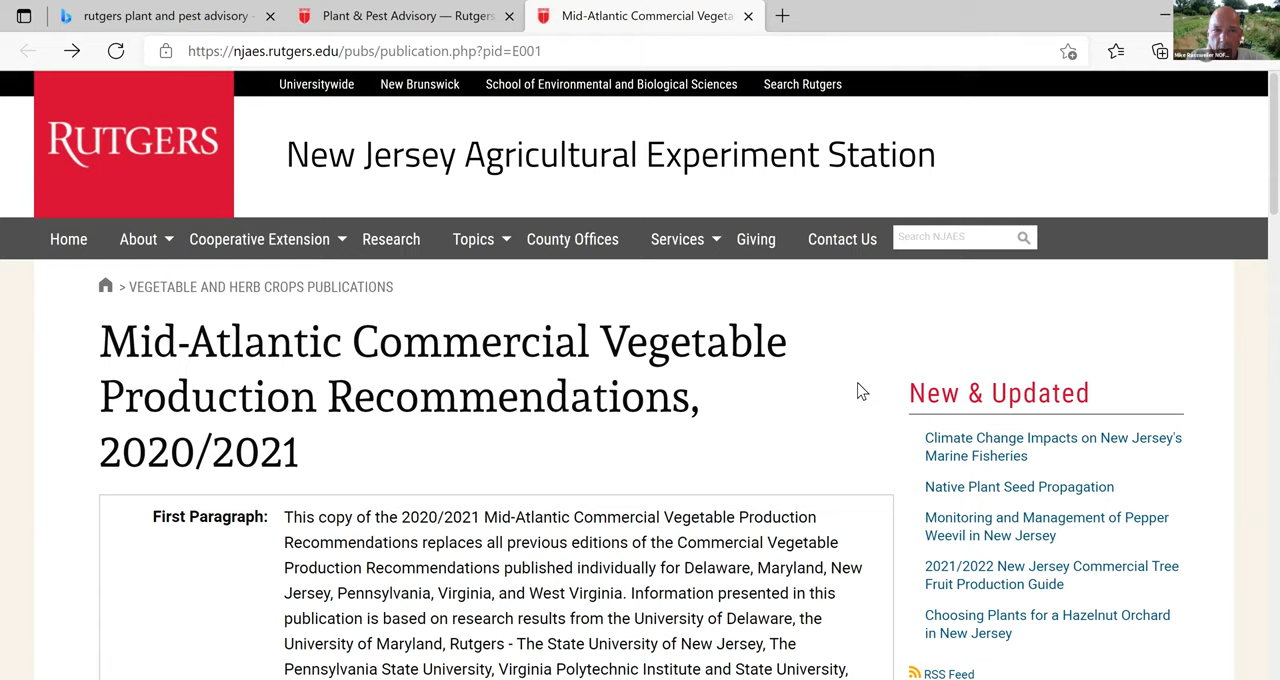 rutgers plant and pest advisory -
Plant & Pest Advisory — Rutgers
Mid-Atlantic Commercial Vegeta
https://njaes.rutgers.edu/pubs/publication.php?pid=E001
Universitywide New Brunswick School of Environmental and Biological Sciences Search Rutgers
RUTGERS
New Jersey Agricultural Experiment Station
Home About Cooperative Extension Research Topics County Offices Services Giving Contact Us Search NJAES
> VEGETABLE AND HERB CROPS PUBLICATIONS
Mid-Atlantic Commercial Vegetable
Production Recommendations,
2020/2021
First Paragraph: This copy of the 2020/2021 Mid-Atlantic Commercial Vegetable Production
Recommendations replaces all previous editions of the Commercial Vegetable
Production Recommendations published individually for Delaware, Maryland, New
Jersey, Pennsylvania, Virginia, and West Virginia. Information presented in this
publication is based on research results from the University of Delaware, the
University of Maryland, Rutgers - The State University of New Jersey, The
Pennsylvania State University, Virginia Polytechnic Institute and State University,
New & Updated
Climate Change Impacts on New Jersey's
Marine Fisheries
Native Plant Seed Propagation
Monitoring and Management of Pepper
Weevil in New Jersey
2021/2022 New Jersey Commercial Tree
Fruit Production Guide
Choosing Plants for a Hazelnut Orchard
in New Jersey
RSS Feed